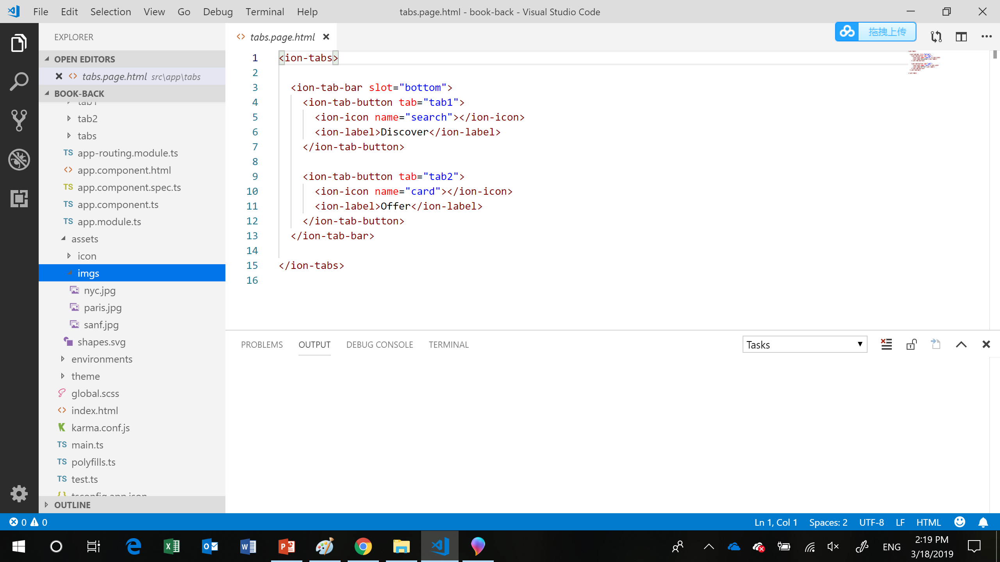 File Edit Selection View Go Debug Terminal Help
tabs.page.html - book-back - Visual Studio Code
拖拽上传
EXPLORER
OPEN EDITORS
tabs.page.html src\app\tabs
BOOK-BACK
tab1
tab2
tabs
TS app-routing.module.ts
<> app.component.html
TS app.component.spec.ts
TS app.component.ts
TS app.module.ts
assets
icon
imgs
nyc.jpg
paris.jpg
sanf.jpg
shapes.svg
environments
theme
global.scss
<> index.html
K karma.conf.js
TS main.ts
TS polyfills.ts
TS test.ts
{} tsconfig.app.json
OUTLINE
<> tabs.page.html
1 <ion-tabs>
2
3 <ion-tab-bar slot="bottom">
4 <ion-tab-button tab="tab1">
5 <ion-icon name="search"></ion-icon>
6 <ion-label>Discover</ion-label>
7 </ion-tab-button>
8
9 <ion-tab-button tab="tab2">
10 <ion-icon name="card"></ion-icon>
11 <ion-label>Offer</ion-label>
12 </ion-tab-button>
13 </ion-tab-bar>
14
15 </ion-tabs>
16
PROBLEMS OUTPUT DEBUG CONSOLE TERMINAL
Tasks
0 0
Ln 1, Col 1 Spaces: 2 UTF-8 LF HTML
ENG
2:19 PM
3/18/2019